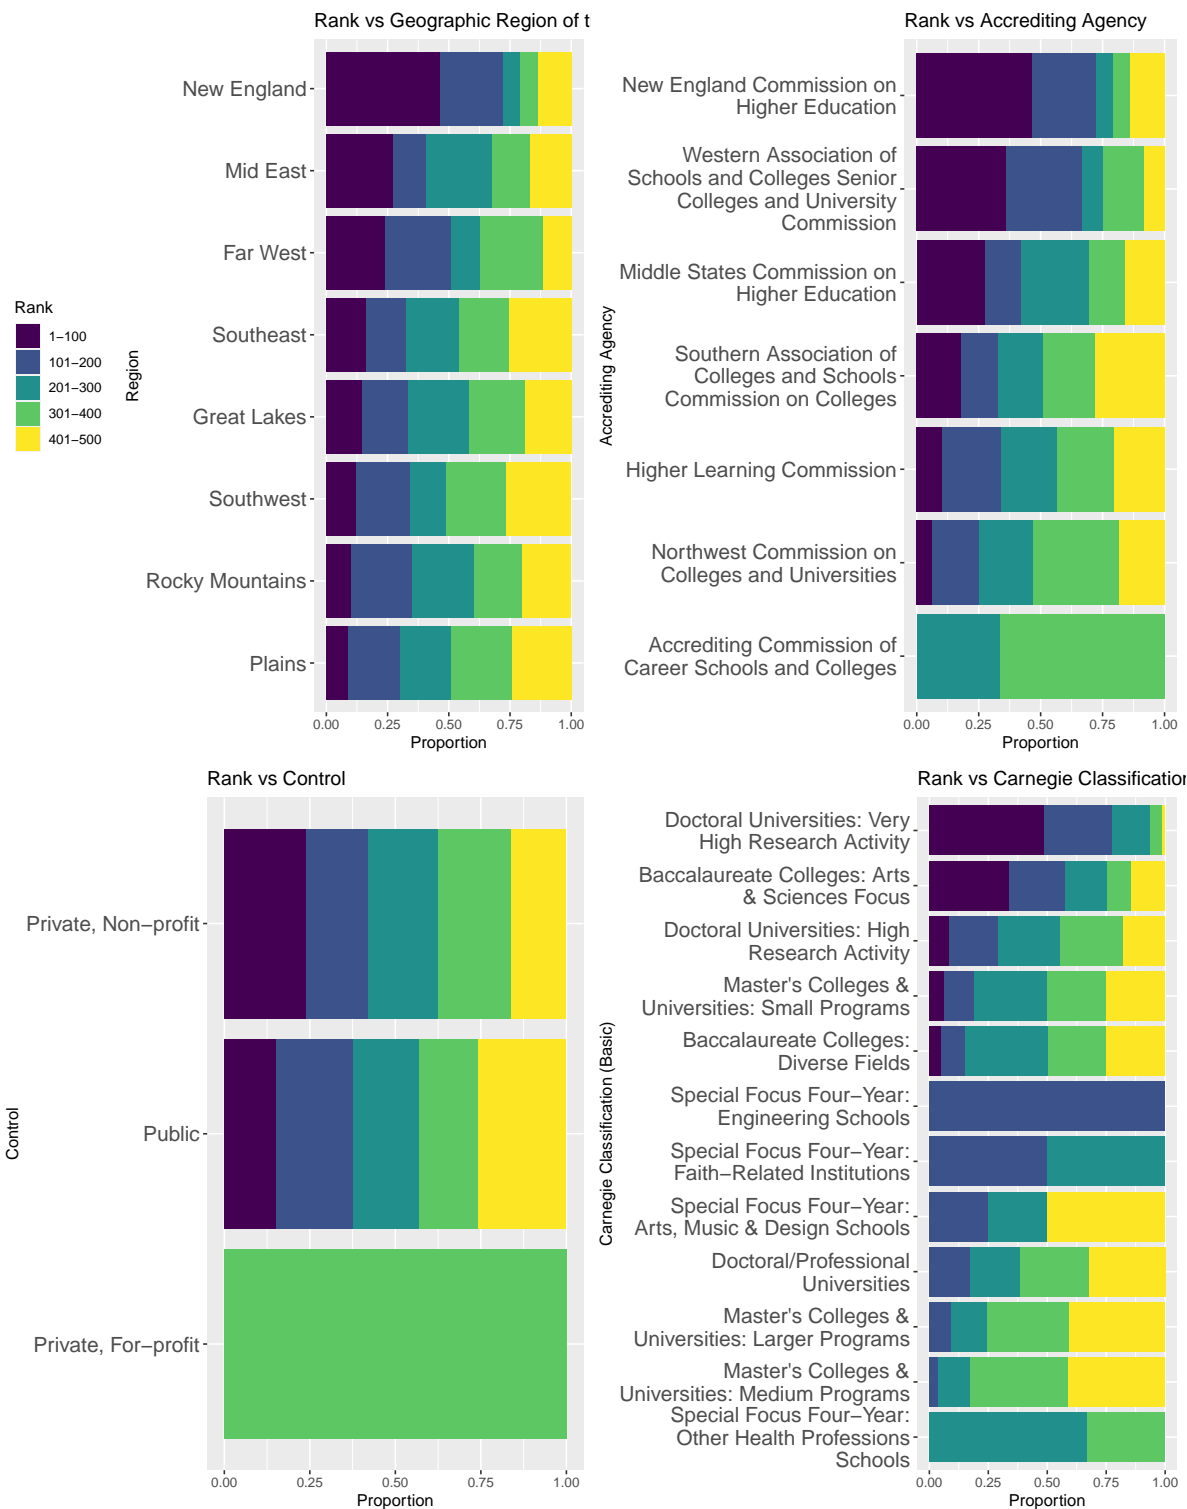 Rank vs Geographic Region of t
New England
Mid East
Far West
Southeast
Great Lakes
Southwest
Rocky Mountains
Plains
Region
0.00 0.25 0.50 0.75 1.00
Proportion
Rank
1−100
101−200
201−300
301−400
401−500
Rank vs Accrediting Agency
New England Commission on
Higher Education
Western Association of
Schools and Colleges Senior
Colleges and University
Commission
Middle States Commission on
Higher Education
Southern Association of
Colleges and Schools
Commission on Colleges
Higher Learning Commission
Northwest Commission on
Colleges and Universities
Accrediting Commission of
Career Schools and Colleges
Accrediting Agency
0.00 0.25 0.50 0.75 1.00
Proportion
Rank vs Control
Private, Non−profit
Public
Private, For−profit
Control
0.00 0.25 0.50 0.75 1.00
Proportion
Rank vs Carnegie Classification
Doctoral Universities: Very
High Research Activity
Baccalaureate Colleges: Arts
& Sciences Focus
Doctoral Universities: High
Research Activity
Master's Colleges &
Universities: Small Programs
Baccalaureate Colleges:
Diverse Fields
Special Focus Four−Year:
Engineering Schools
Special Focus Four−Year:
Faith−Related Institutions
Special Focus Four−Year:
Arts, Music & Design Schools
Doctoral/Professional
Universities
Master's Colleges &
Universities: Larger Programs
Master's Colleges &
Universities: Medium Programs
Special Focus Four−Year:
Other Health Professions
Schools
Carnegie Classification (Basic)
0.00 0.25 0.50 0.75 1.00
Proportion